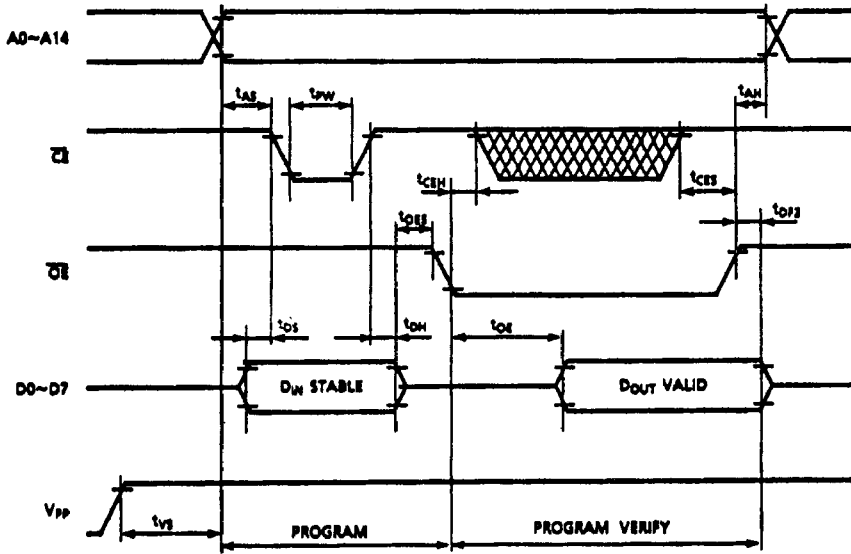 A0~A14
tAS
tPW
tAH
CE
tCEH
tCES
tOES
tDF2
OE
tDS
tDH
tOE
D0~D7
DIN STABLE
DOUT VALID
VPP
tVS
PROGRAM
PROGRAM VERIFY